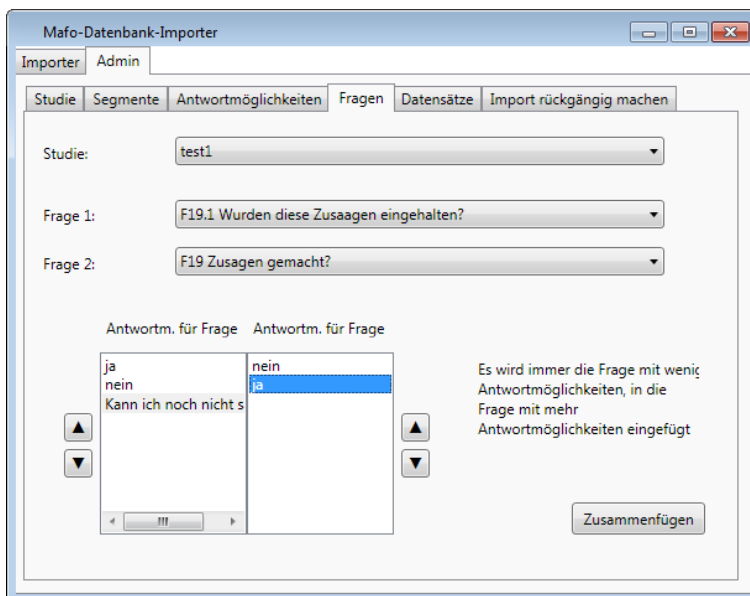 Mafo-Datenbank-Importer
Importer Admin
Studie Segmente Antwortmöglichkeiten Fragen Datensätze Import rückgängig machen
Studie: test1
Frage 1: F19.1 Wurden diese Zusaagen eingehalten?
Frage 2: F19 Zusagen gemacht?
Antwortm. für Frage Antwortm. für Frage
ja nein
nein ja
Kann ich noch nicht s
Es wird immer die Frage mit wenig
Antwortmöglichkeiten, in die
Frage mit mehr
Antwortmöglichkeiten eingefügt
Zusammenfügen